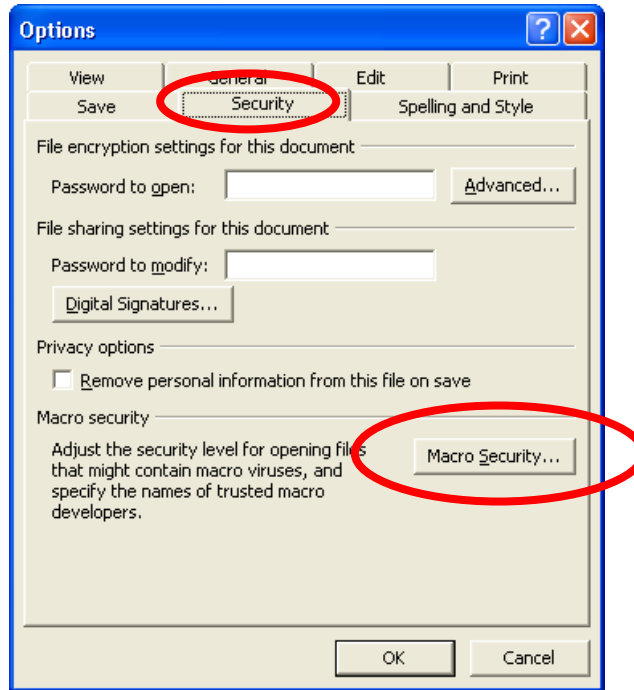 Options
View General Edit Print
Save Security Spelling and Style
File encryption settings for this document
Password to open: Advanced...
File sharing settings for this document
Password to modify:
Digital Signatures...
Privacy options
Remove personal information from this file on save
Macro security
Adjust the security level for opening files
that might contain macro viruses, and
specify the names of trusted macro
developers.
Macro Security...
OK Cancel